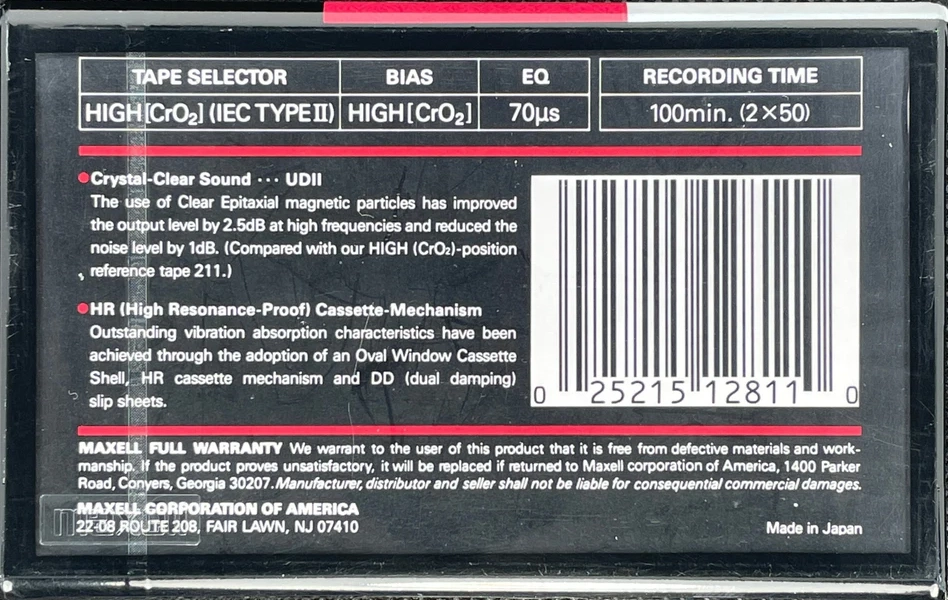 TAPE SELECTOR BIAS EQ RECORDING TIME
HIGH[CrO₂] (IEC TYPE II) HIGH[CrO₂] 70µs 100min. (2×50)
●Crystal-Clear Sound ··· UDII
The use of Clear Epitaxial magnetic particles has improved
the output level by 2.5dB at high frequencies and reduced the
noise level by 1dB. (Compared with our HIGH (CrO₂)-position
reference tape 211.)
●HR (High Resonance-Proof) Cassette-Mechanism
Outstanding vibration absorption characteristics have been
achieved through the adoption of an Oval Window Cassette
Shell, HR cassette mechanism and DD (dual damping)
slip sheets.
0 25215 12811 0
MAXELL FULL WARRANTY We warrant to the user of this product that it is free from defective materials and work-
manship. If the product proves unsatisfactory, it will be replaced if returned to Maxell corporation of America, 1400 Parker
Road, Conyers, Georgia 30207. Manufacturer, distributor and seller shall not be liable for consequential commercial damages.
MAXELL CORPORATION OF AMERICA
22-08 ROUTE 208, FAIR LAWN, NJ 07410
Made in Japan
maxell